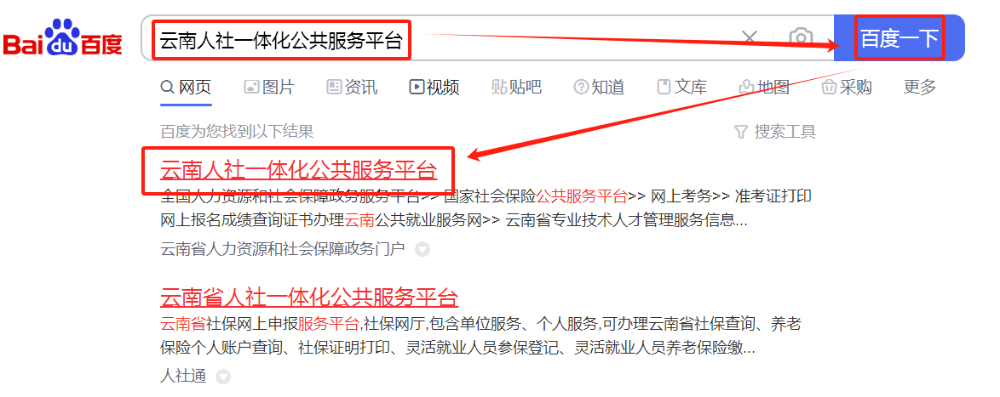 Bai du 百度 云南人社一体化公共服务平台 百度一下
网页 图片 资讯 视频 贴吧 知道 文库 地图 采购 更多
百度为您找到以下结果 搜索工具
云南人社一体化公共服务平台
全国人力资源和社会保障政务服务平台>> 国家社会保险公共服务平台>> 网上考务>> 准考证打印
网上报名成绩查询证书办理云南公共就业服务网>> 云南省专业技术人才管理服务信息...
云南省人力资源和社会保障政务门户
云南省人社一体化公共服务平台
云南省社保网上申报服务平台,社保网厅,包含单位服务、个人服务,可办理云南省社保查询、养老
保险个人账户查询、社保证明打印、灵活就业人员参保登记、灵活就业人员养老保险缴...
人社通